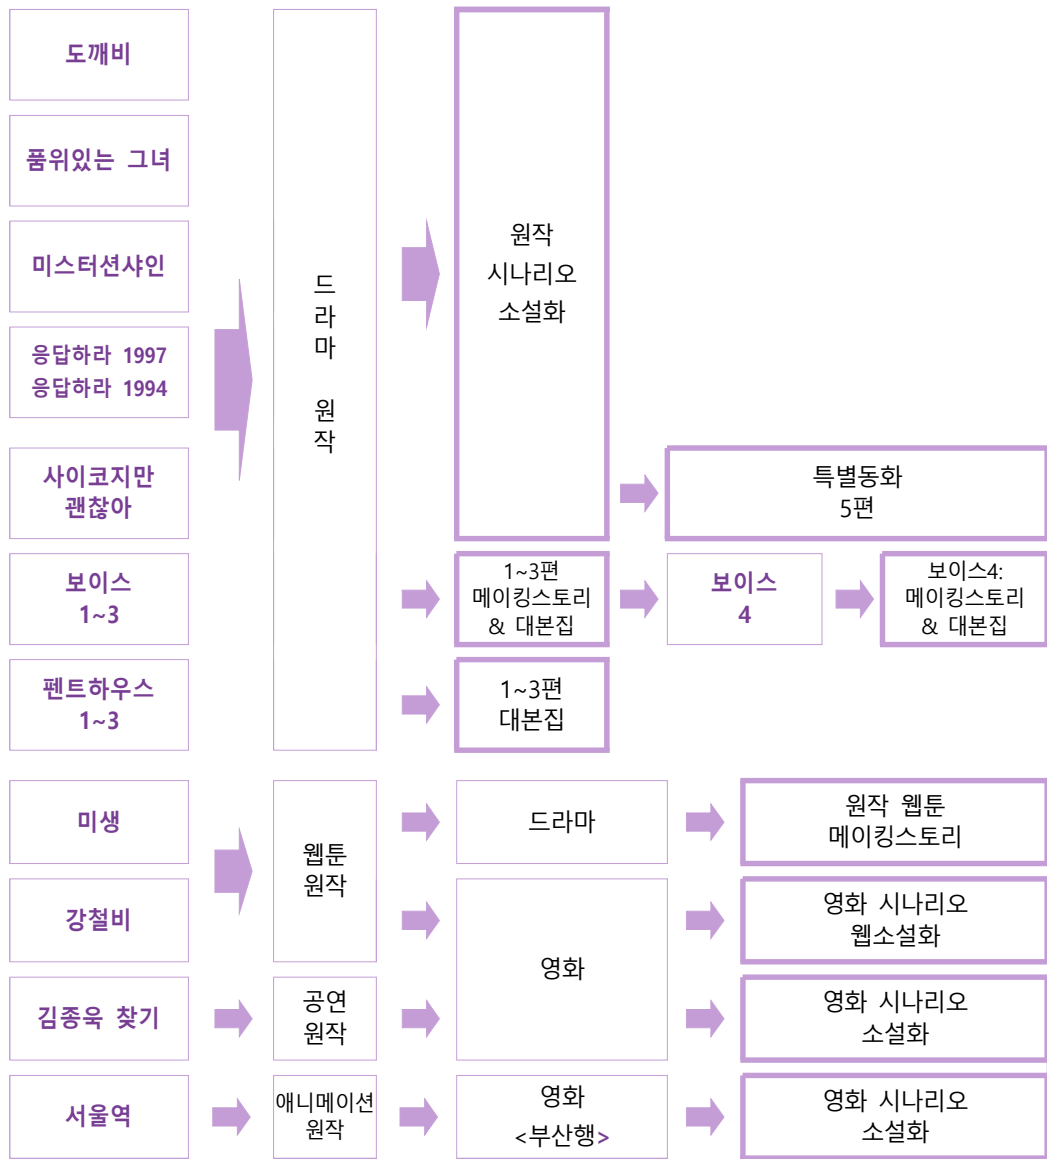 도깨비
품위있는 그녀
미스터션샤인
응답하라 1997
응답하라 1994
사이코지만
괜찮아
보이스
1~3
펜트하우스
1~3
드
라
마
원
작
원작
시나리오
소설화
특별동화
5편
1~3편
메이킹스토리
& 대본집
보이스
4
보이스4:
메이킹스토리
& 대본집
1~3편
대본집
미생
강철비
웹툰
원작
드라마
원작 웹툰
메이킹스토리
영화
영화 시나리오
웹소설화
김종욱 찾기
공연
원작
영화 시나리오
소설화
서울역
애니메이션
원작
영화
<부산행>
영화 시나리오
소설화